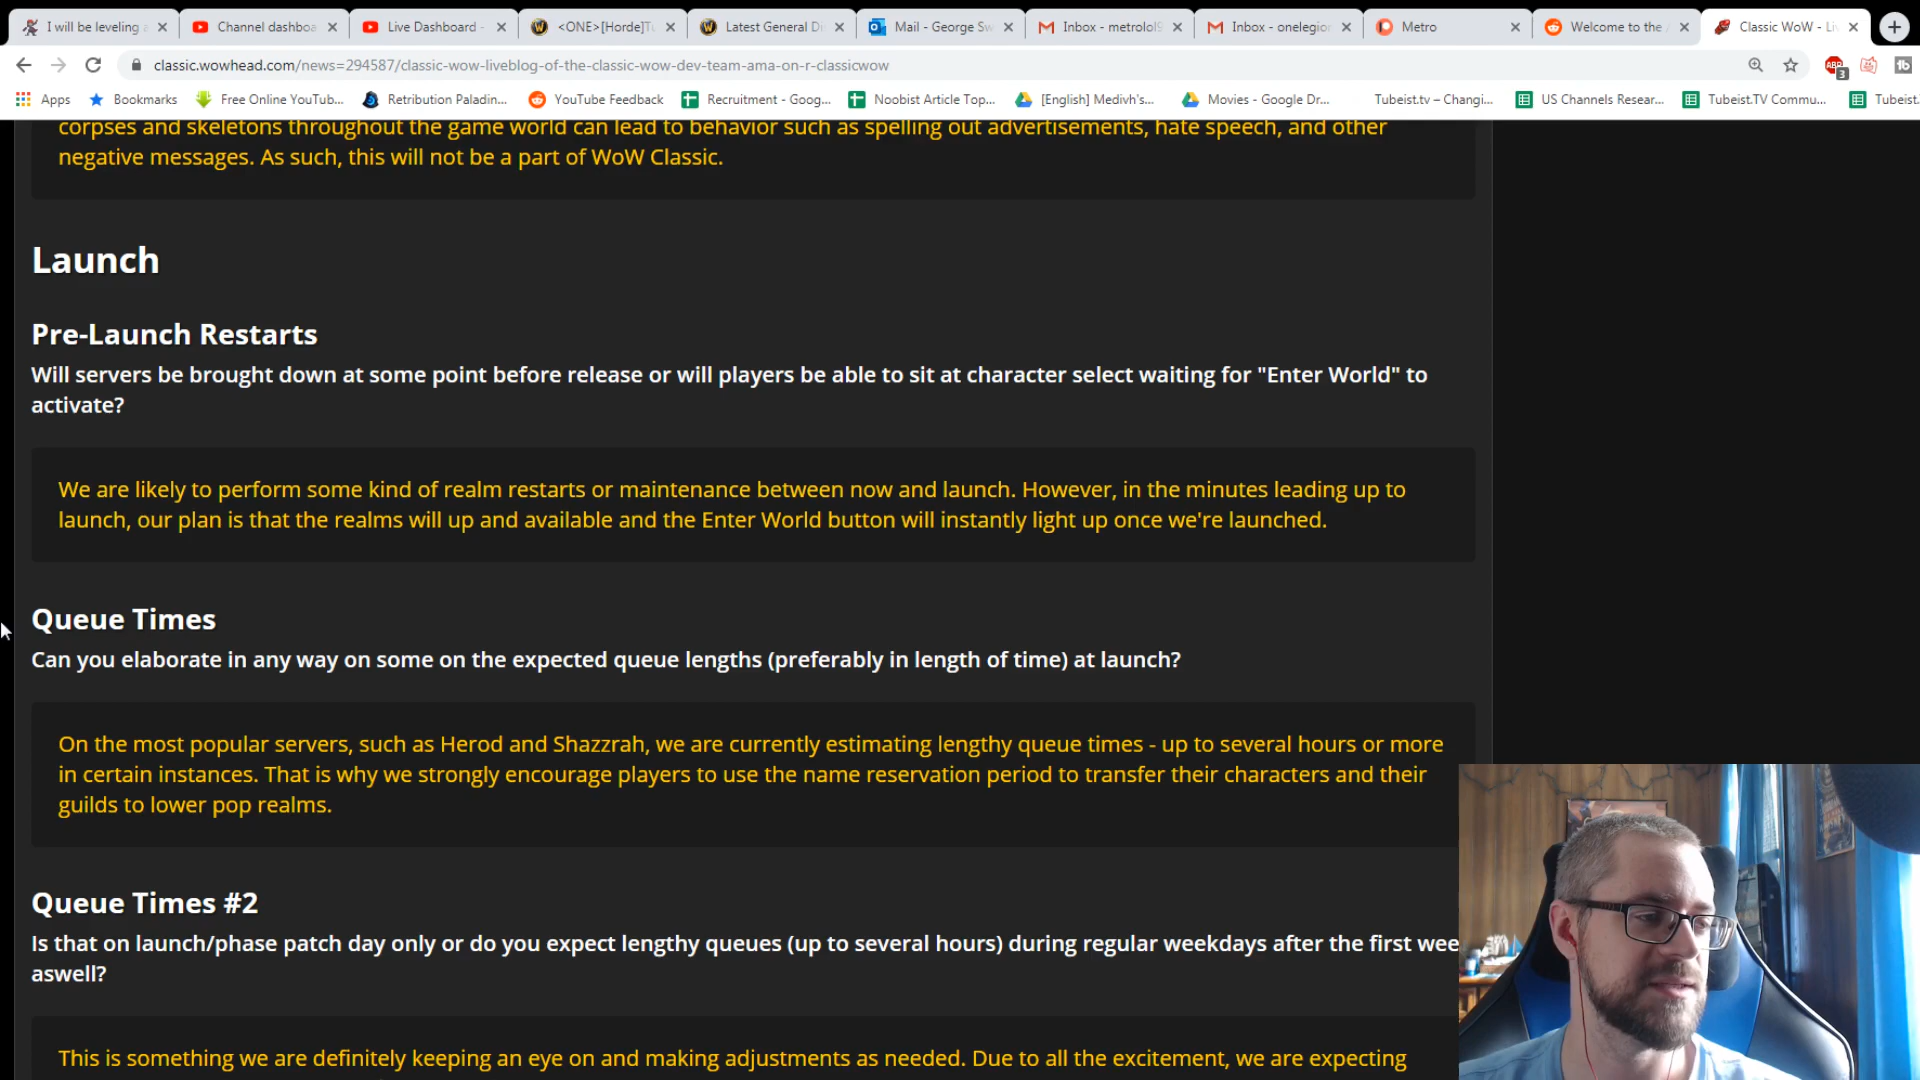 I will be leveling a
Channel dashboa
Live Dashboard -
<ONE>[Horde]Tu
Latest General Di
Mail - George Sw
Inbox - metrolol9
Inbox - onelegion
Metro
Welcome to the A
Classic WoW - Li
classic.wowhead.com/news=294587/classic-wow-liveblog-of-the-classic-wow-dev-team-ama-on-r-classicwow
ABP
3
tb
Apps
Bookmarks
Free Online YouTub...
Retribution Paladin...
YouTube Feedback
Recruitment - Goog...
Noobist Article Top...
[English] Medivh's...
Movies - Google Dr...
Tubeist.tv – Changi...
US Channels Resear...
Tubeist.TV Commu...
Tubeist.
corpses and skeletons throughout the game world can lead to behavior such as spelling out advertisements, hate speech, and other
negative messages. As such, this will not be a part of WoW Classic.
Launch
Pre-Launch Restarts
Will servers be brought down at some point before release or will players be able to sit at character select waiting for "Enter World" to
activate?
We are likely to perform some kind of realm restarts or maintenance between now and launch. However, in the minutes leading up to
launch, our plan is that the realms will up and available and the Enter World button will instantly light up once we're launched.
Queue Times
Can you elaborate in any way on some on the expected queue lengths (preferably in length of time) at launch?
On the most popular servers, such as Herod and Shazzrah, we are currently estimating lengthy queue times - up to several hours or more
in certain instances. That is why we strongly encourage players to use the name reservation period to transfer their characters and their
guilds to lower pop realms.
Queue Times #2
Is that on launch/phase patch day only or do you expect lengthy queues (up to several hours) during regular weekdays after the first wee
aswell?
This is something we are definitely keeping an eye on and making adjustments as needed. Due to all the excitement, we are expecting